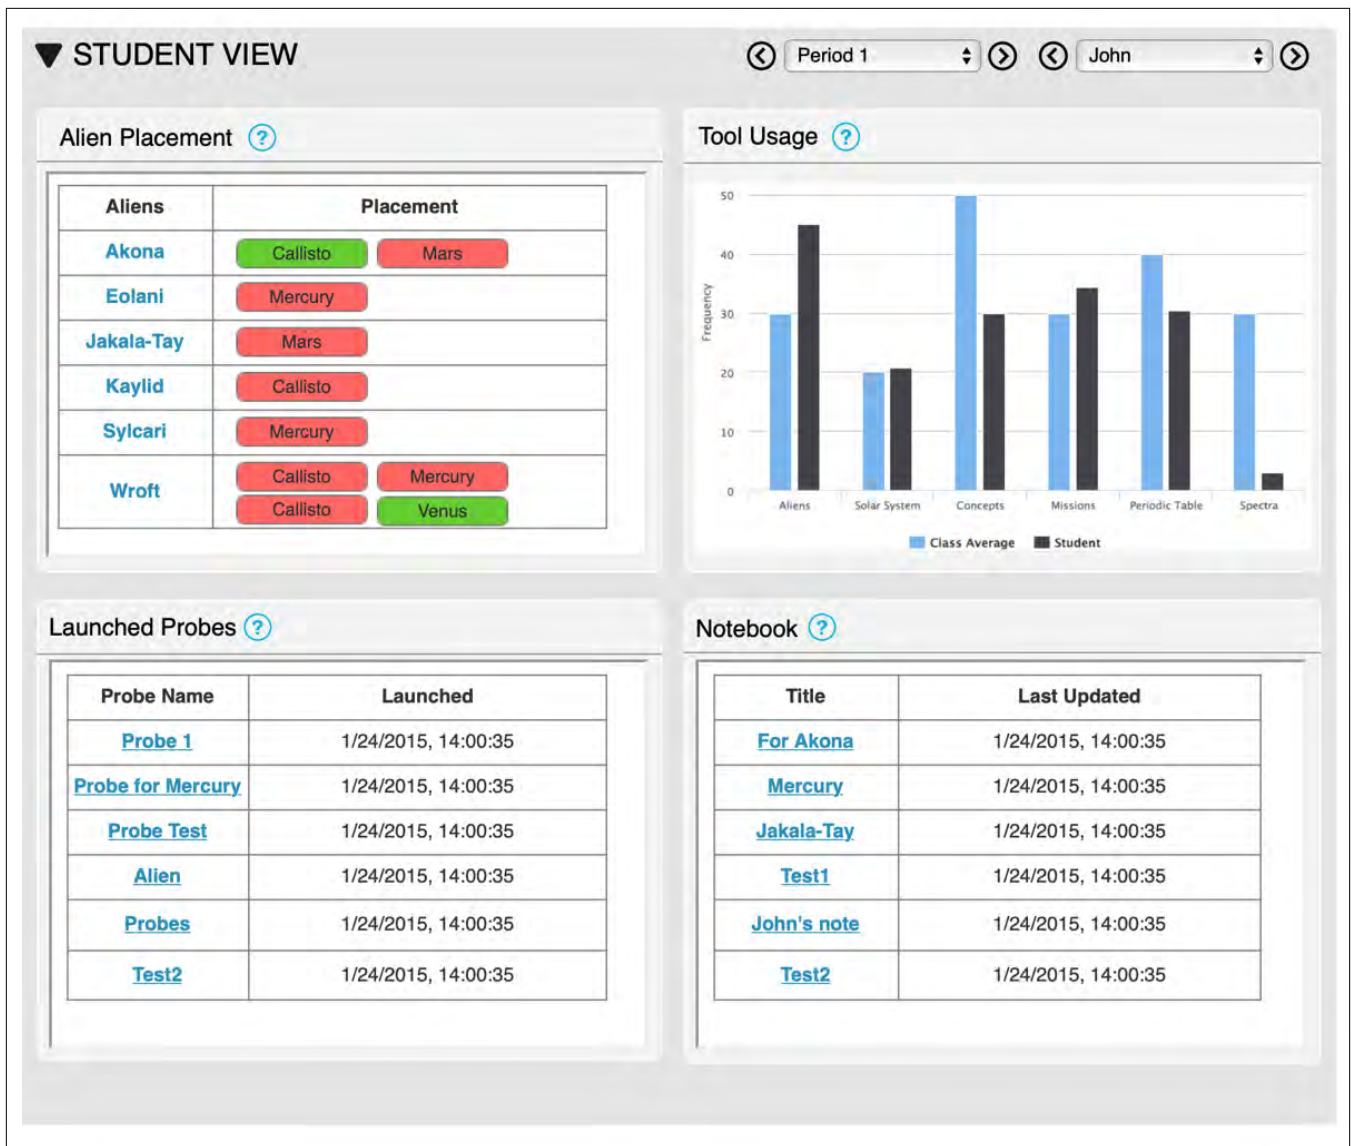 STUDENT VIEW
Period 1
John
Alien Placement ?
Aliens Placement
Akona Callisto Mars
Eolani Mercury
Jakala-Tay Mars
Kaylid Callisto
Sylcari Mercury
Wroft Callisto Mercury
Callisto Venus
Tool Usage ?
50
40
30
20
10
0
Frequency
Aliens Solar System Concepts Missions Periodic Table Spectra
Class Average Student
Launched Probes ?
Probe Name Launched
Probe 1 1/24/2015, 14:00:35
Probe for Mercury 1/24/2015, 14:00:35
Probe Test 1/24/2015, 14:00:35
Alien 1/24/2015, 14:00:35
Probes 1/24/2015, 14:00:35
Test2 1/24/2015, 14:00:35
Notebook ?
Title Last Updated
For Akona 1/24/2015, 14:00:35
Mercury 1/24/2015, 14:00:35
Jakala-Tay 1/24/2015, 14:00:35
Test1 1/24/2015, 14:00:35
John's note 1/24/2015, 14:00:35
Test2 1/24/2015, 14:00:35